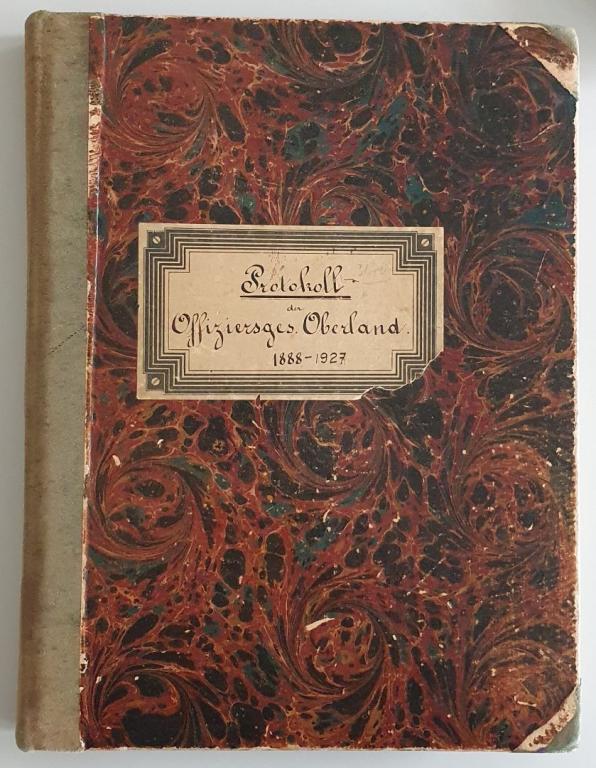 Protokoll
der
Offiziersges. Oberland.
1888-1927